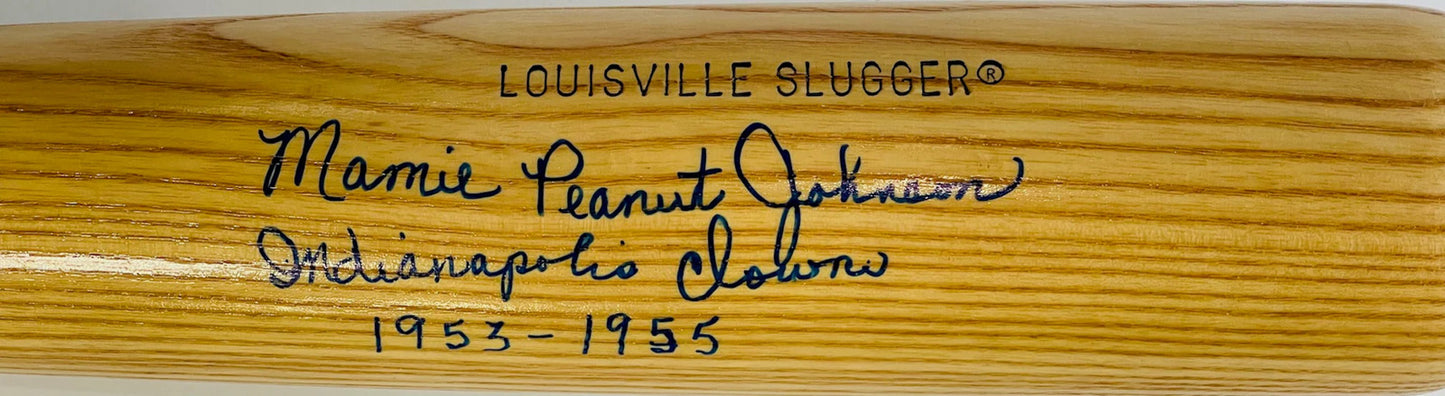 LOUISVILLE SLUGGER®
Mamie Peanut Johnson
Indianapolis Clowns
1953-1955